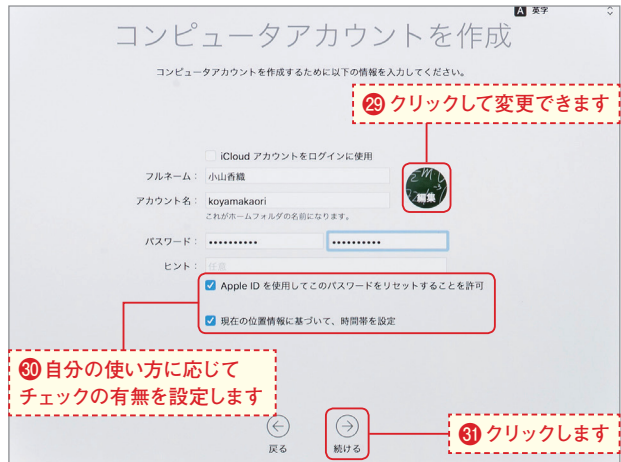 A 英字
コンピュータアカウントを作成
コンピュータアカウントを作成するために以下の情報を入力してください。
㉙クリックして変更できます
iCloud アカウントをログインに使用
フルネーム： 小山香織
編集
アカウント名： koyamakaori
これがホームフォルダの名前になります。
パスワード： •••••••••• ••••••••••
ヒント： 任意
Apple ID を使用してこのパスワードをリセットすることを許可
現在の位置情報に基づいて、時間帯を設定
㉚自分の使い方に応じて
チェックの有無を設定します
戻る
続ける
㉛クリックします